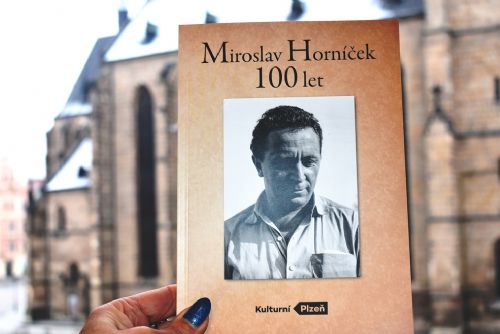 Miroslav Horníček
100 let
Kulturní Plzeň